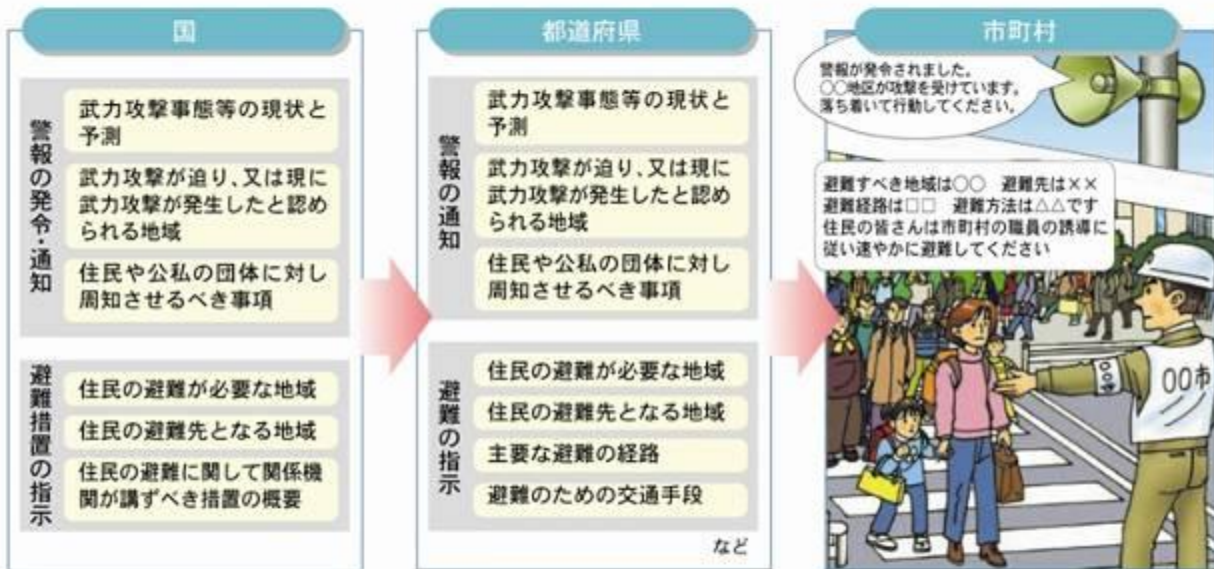 国
警報の発令・通知
武力攻撃事態等の現状と
予測
武力攻撃が迫り、又は現に
武力攻撃が発生したと認め
られる地域
住民や公私の団体に対し
周知させるべき事項
避難措置の指示
住民の避難が必要な地域
住民の避難先となる地域
住民の避難に関して関係機
関が講ずべき措置の概要
都道府県
警報の通知
武力攻撃事態等の現状と
予測
武力攻撃が迫り、又は現に
武力攻撃が発生したと認め
られる地域
住民や公私の団体に対し
周知させるべき事項
避難の指示
住民の避難が必要な地域
住民の避難先となる地域
主要な避難の経路
避難のための交通手段
など
市町村
警報が発令されました。
○○地区が攻撃を受けています。
落ち着いて行動してください。
避難すべき地域は○○　避難先は××
避難経路は□□　避難方法は△△です
住民の皆さんは市町村の職員の誘導に
従い速やかに避難してください
○○市
○○市